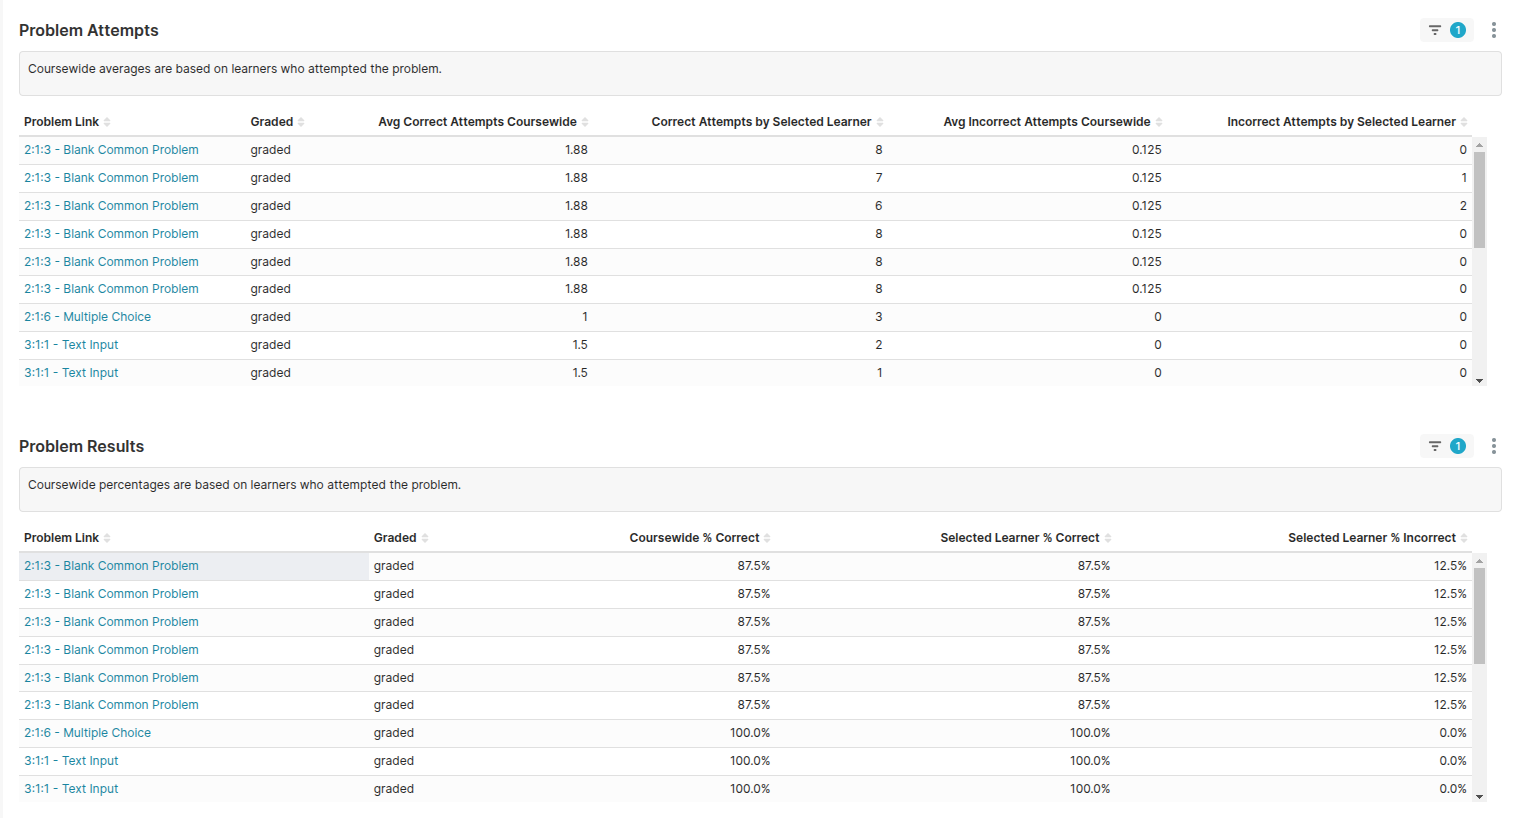 Problem Attempts
1
Coursewide averages are based on learners who attempted the problem.
Problem Link Graded Avg Correct Attempts Coursewide Correct Attempts by Selected Learner Avg Incorrect Attempts Coursewide Incorrect Attempts by Selected Learner
2:1:3 - Blank Common Problem graded 1.88 8 0.125 0
2:1:3 - Blank Common Problem graded 1.88 7 0.125 1
2:1:3 - Blank Common Problem graded 1.88 6 0.125 2
2:1:3 - Blank Common Problem graded 1.88 8 0.125 0
2:1:3 - Blank Common Problem graded 1.88 8 0.125 0
2:1:3 - Blank Common Problem graded 1.88 8 0.125 0
2:1:6 - Multiple Choice graded 1 3 0 0
3:1:1 - Text Input graded 1.5 2 0 0
3:1:1 - Text Input graded 1.5 1 0 0
Problem Results
1
Coursewide percentages are based on learners who attempted the problem.
Problem Link Graded Coursewide % Correct Selected Learner % Correct Selected Learner % Incorrect
2:1:3 - Blank Common Problem graded 87.5% 87.5% 12.5%
2:1:3 - Blank Common Problem graded 87.5% 87.5% 12.5%
2:1:3 - Blank Common Problem graded 87.5% 87.5% 12.5%
2:1:3 - Blank Common Problem graded 87.5% 87.5% 12.5%
2:1:3 - Blank Common Problem graded 87.5% 87.5% 12.5%
2:1:3 - Blank Common Problem graded 87.5% 87.5% 12.5%
2:1:6 - Multiple Choice graded 100.0% 100.0% 0.0%
3:1:1 - Text Input graded 100.0% 100.0% 0.0%
3:1:1 - Text Input graded 100.0% 100.0% 0.0%